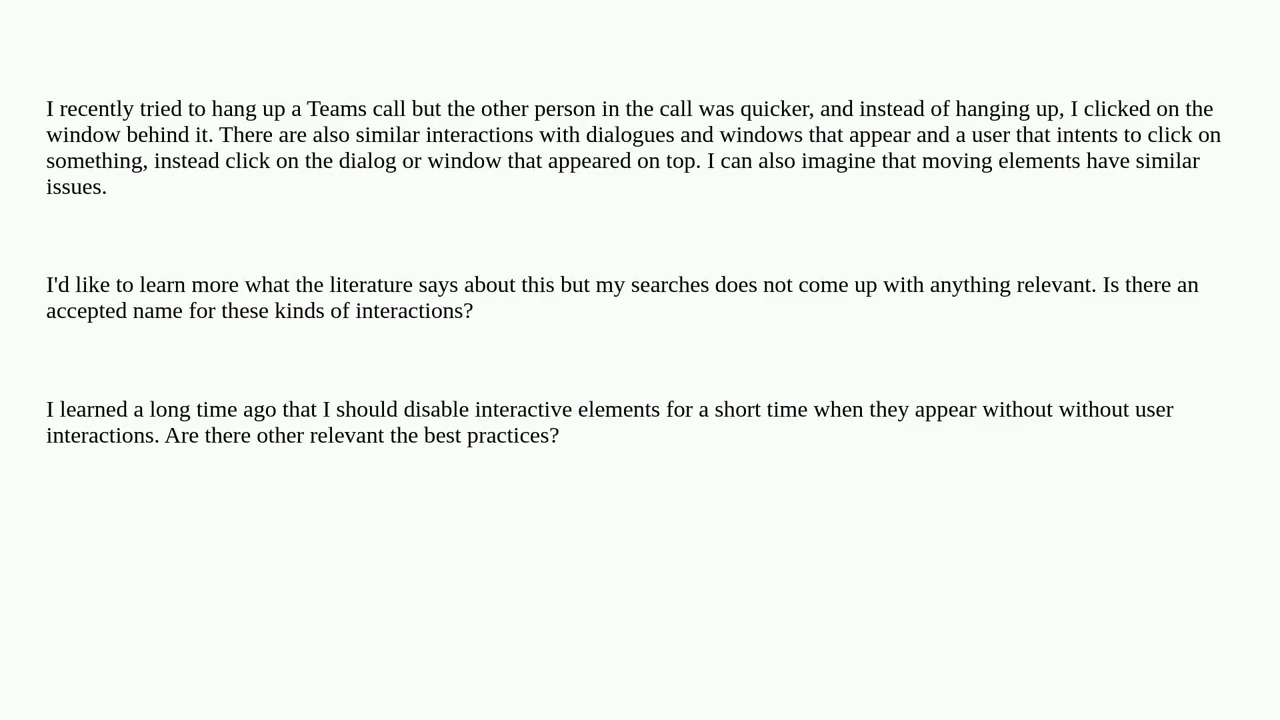 I recently tried to hang up a Teams call but the other person in the call was quicker, and instead of hanging up, I clicked on the
window behind it. There are also similar interactions with dialogues and windows that appear and a user that intents to click on
something, instead click on the dialog or window that appeared on top. I can also imagine that moving elements have similar
issues.
I'd like to learn more what the literature says about this but my searches does not come up with anything relevant. Is there an
accepted name for these kinds of interactions?
I learned a long time ago that I should disable interactive elements for a short time when they appear without without user
interactions. Are there other relevant the best practices?